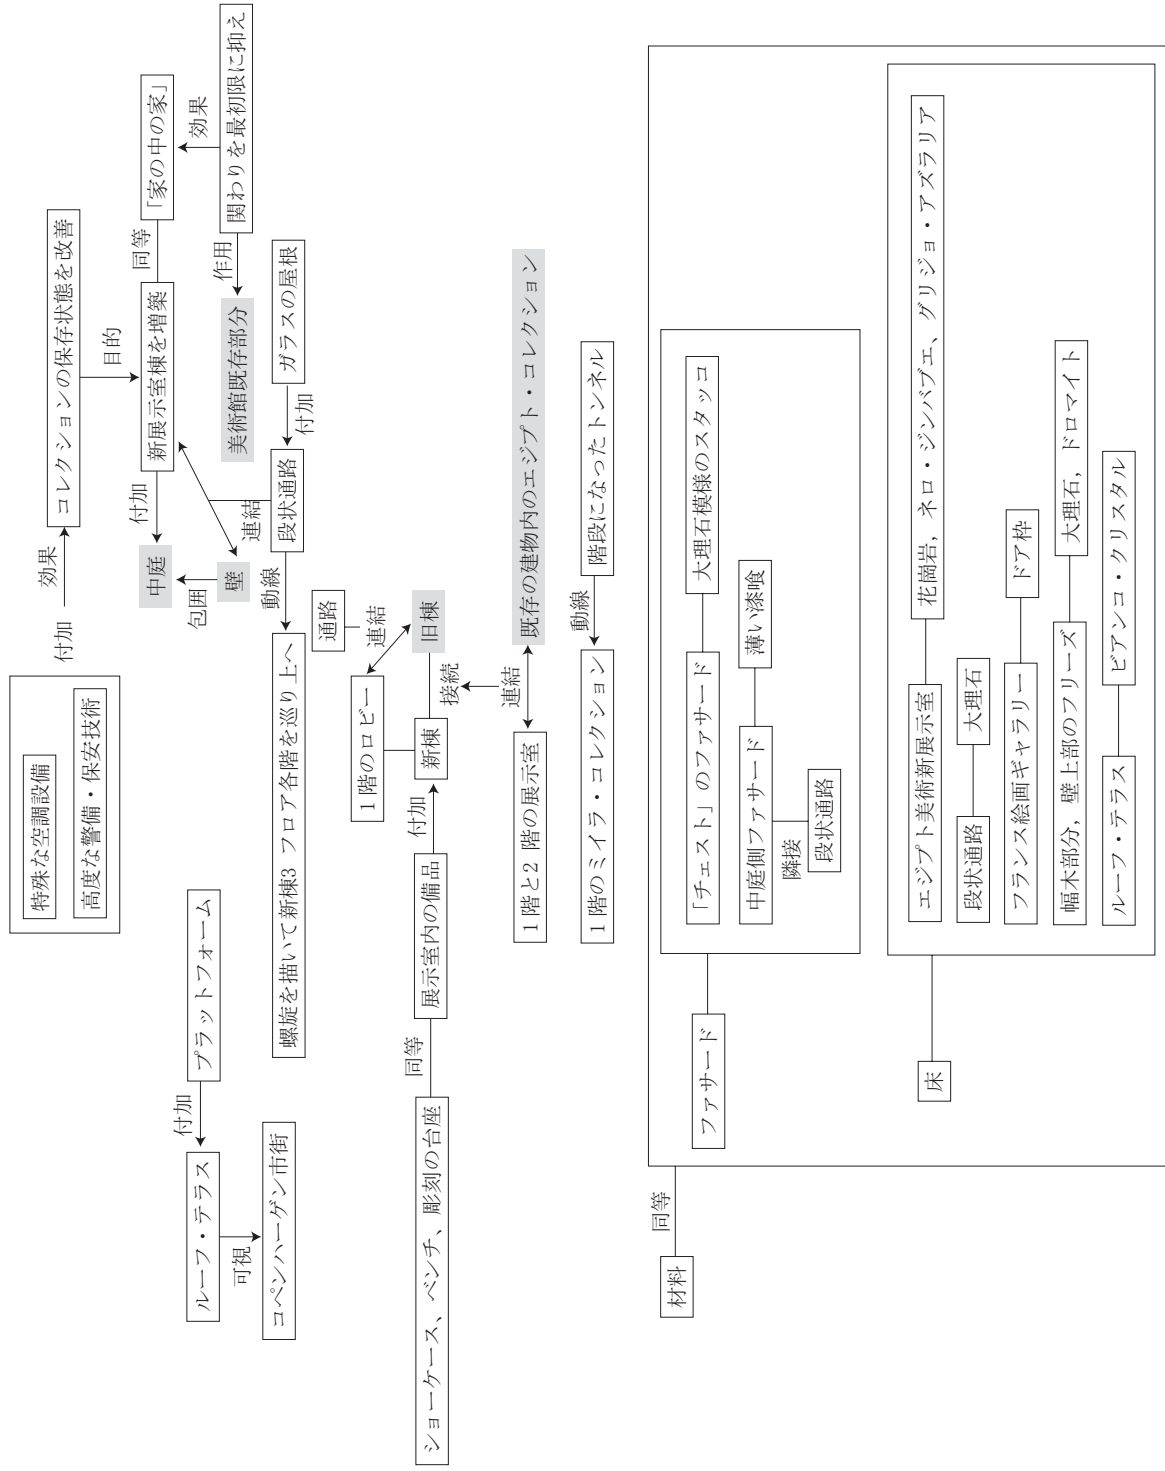 特殊な空調設備
高度な警備・保安技術
付加
効果
コレクションの保存状態を改善
目的
新展示室棟を増築
同等
「家の中の家」
効果
関わりを最初限に抑え
作用
美術館既存部分
付加
中庭
包囲
壁
連結
段状通路
付加
ガラスの屋根
動線
螺旋を描いて新棟3 フロア各階を巡り上へ
プラットフォーム
付加
ルーフ・テラス
可視
コペンハーゲン市街
通路
連結
1階のロビー
旧棟
接続
新棟
付加
展示室内の備品
同等
ショーケース、ベンチ、彫刻の台座
1階と2 階の展示室
連結
既存の建物内のエジプト・コレクション
1階のミイラ・コレクション
動線
階段になったトンネル
材料
同等
ファサード
「チェスト」のファサード
大理石模様のスタッコ
中庭側ファサード
薄い漆喰
隣接
段状通路
床
エジプト美術新展示室
花崗岩, ネロ・ジンバブエ、グリジョ・アズラリア
段状通路
大理石
フランス絵画ギャラリー
ドア枠
幅木部分, 壁上部のフリーズ
大理石, ドロマイト
ルーフ・テラス
ビアンコ・クリスタル